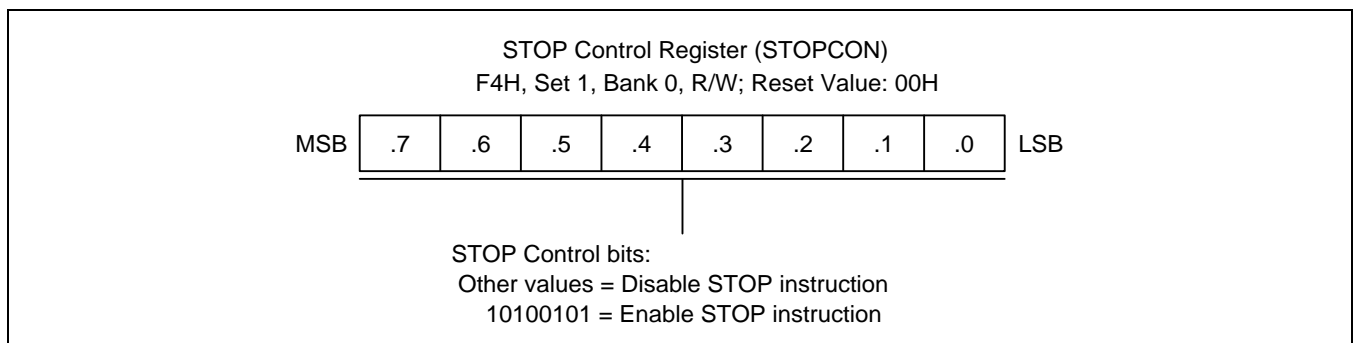 STOP Control Register (STOPCON)
F4H, Set 1, Bank 0, R/W; Reset Value: 00H
MSB .7 .6 .5 .4 .3 .2 .1 .0 LSB
STOP Control bits:
Other values = Disable STOP instruction
10100101 = Enable STOP instruction